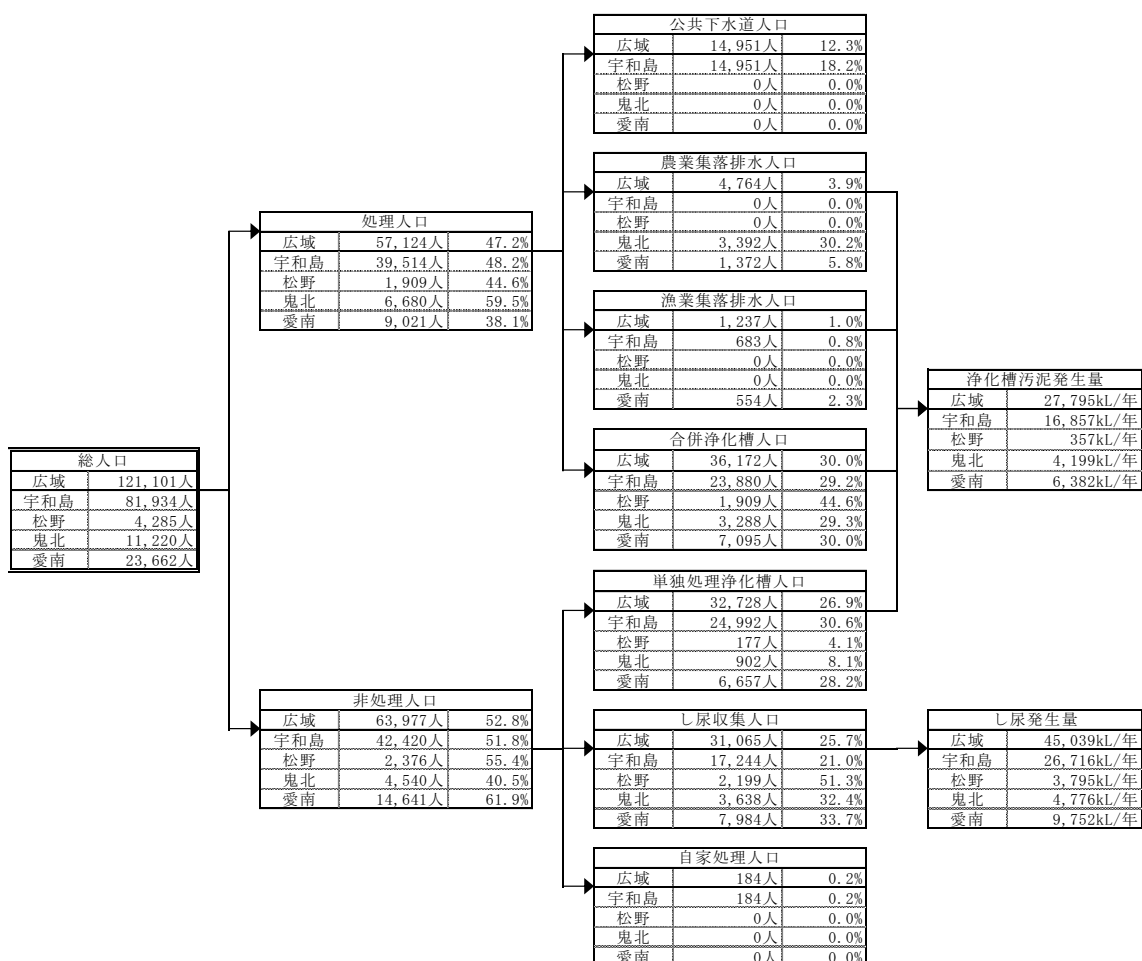 総人口
広域 121,101人
宇和島 81,934人
松野 4,285人
鬼北 11,220人
愛南 23,662人
処理人口
広域 57,124人 47.2%
宇和島 39,514人 48.2%
松野 1,909人 44.6%
鬼北 6,680人 59.5%
愛南 9,021人 38.1%
非処理人口
広域 63,977人 52.8%
宇和島 42,420人 51.8%
松野 2,376人 55.4%
鬼北 4,540人 40.5%
愛南 14,641人 61.9%
公共下水道人口
広域 14,951人 12.3%
宇和島 14,951人 18.2%
松野 0人 0.0%
鬼北 0人 0.0%
愛南 0人 0.0%
農業集落排水人口
広域 4,764人 3.9%
宇和島 0人 0.0%
松野 0人 0.0%
鬼北 3,392人 30.2%
愛南 1,372人 5.8%
漁業集落排水人口
広域 1,237人 1.0%
宇和島 683人 0.8%
松野 0人 0.0%
鬼北 0人 0.0%
愛南 554人 2.3%
合併浄化槽人口
広域 36,172人 30.0%
宇和島 23,880人 29.2%
松野 1,909人 44.6%
鬼北 3,288人 29.3%
愛南 7,095人 30.0%
単独処理浄化槽人口
広域 32,728人 26.9%
宇和島 24,992人 30.6%
松野 177人 4.1%
鬼北 902人 8.1%
愛南 6,657人 28.2%
し尿収集人口
広域 31,065人 25.7%
宇和島 17,244人 21.0%
松野 2,199人 51.3%
鬼北 3,638人 32.4%
愛南 7,984人 33.7%
自家処理人口
広域 184人 0.2%
宇和島 184人 0.2%
松野 0人 0.0%
鬼北 0人 0.0%
愛南 0人 0.0%
浄化槽汚泥発生量
広域 27,795kL/年
宇和島 16,857kL/年
松野 357kL/年
鬼北 4,199kL/年
愛南 6,382kL/年
し尿発生量
広域 45,039kL/年
宇和島 26,716kL/年
松野 3,795kL/年
鬼北 4,776kL/年
愛南 9,752kL/年